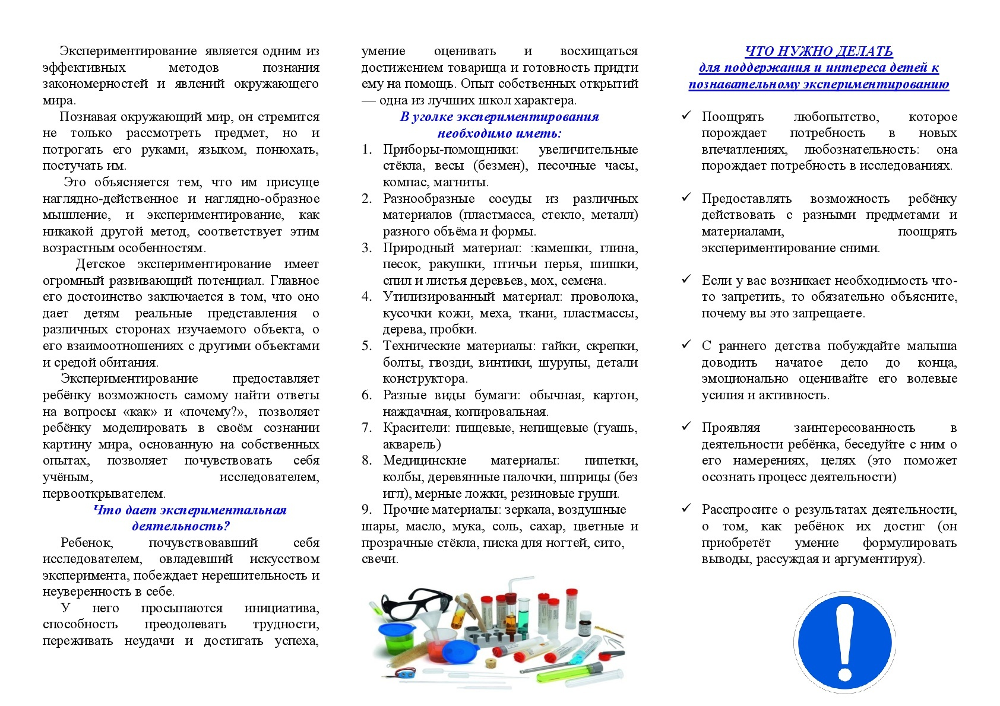 Экспериментирование является одним из
эффективных методов познания
закономерностей и явлений окружающего
мира.
Познавая окружающий мир, он стремится
не только рассмотреть предмет, но и
потрогать его руками, языком, понюхать,
постучать им.
Это объясняется тем, что им присуще
наглядно-действенное и наглядно-образное
мышление, и экспериментирование, как
никакой другой метод, соответствует этим
возрастным особенностям.
Детское экспериментирование имеет
огромный развивающий потенциал. Главное
его достоинство заключается в том, что оно
дает детям реальные представления о
различных сторонах изучаемого объекта, о
его взаимоотношениях с другими объектами
и средой обитания.
Экспериментирование предоставляет
ребёнку возможность самому найти ответы
на вопросы «как» и «почему?», позволяет
ребёнку моделировать в своём сознании
картину мира, основанную на собственных
опытах, позволяет почувствовать себя
учёным, исследователем,
первооткрывателем.
Что дает экспериментальная
деятельность?
Ребенок, почувствовавший себя
исследователем, овладевший искусством
эксперимента, побеждает нерешительность и
неуверенность в себе.
У него просыпаются инициатива,
способность преодолевать трудности,
переживать неудачи и достигать успеха,
умение оценивать и восхищаться
достижением товарища и готовность придти
ему на помощь. Опыт собственных открытий
— одна из лучших школ характера.
В уголке экспериментирования
необходимо иметь:
1. Приборы-помощники: увеличительные
стёкла, весы (безмен), песочные часы,
компас, магниты.
2. Разнообразные сосуды из различных
материалов (пластмасса, стекло, металл)
разного объёма и формы.
3. Природный материал: :камешки, глина,
песок, ракушки, птичьи перья, шишки,
спил и листья деревьев, мох, семена.
4. Утилизированный материал: проволока,
кусочки кожи, меха, ткани, пластмассы,
дерева, пробки.
5. Технические материалы: гайки, скрепки,
болты, гвозди, винтики, шурупы, детали
конструктора.
6. Разные виды бумаги: обычная, картон,
наждачная, копировальная.
7. Красители: пищевые, непищевые (гуашь,
акварель)
8. Медицинские материалы: пипетки,
колбы, деревянные палочки, шприцы (без
игл), мерные ложки, резиновые груши.
9. Прочие материалы: зеркала, воздушные
шары, масло, мука, соль, сахар, цветные и
прозрачные стёкла, писка для ногтей, сито,
свечи.
ЧТО НУЖНО ДЕЛАТЬ
для поддержания и интереса детей к
познавательному экспериментированию
✓ Поощрять любопытство, которое
порождает потребность в новых
впечатлениях, любознательность: она
порождает потребность в исследованиях.
✓ Предоставлять возможность ребёнку
действовать с разными предметами и
материалами, поощрять
экспериментирование сними.
✓ Если у вас возникает необходимость что-
то запретить, то обязательно объясните,
почему вы это запрещаете.
✓ С раннего детства побуждайте малыша
доводить начатое дело до конца,
эмоционально оценивайте его волевые
усилия и активность.
✓ Проявляя заинтересованность в
деятельности ребёнка, беседуйте с ним о
его намерениях, целях (это поможет
осознать процесс деятельности)
✓ Расспросите о результатах деятельности,
о том, как ребёнок их достиг (он
приобретёт умение формулировать
выводы, рассуждая и аргументируя).